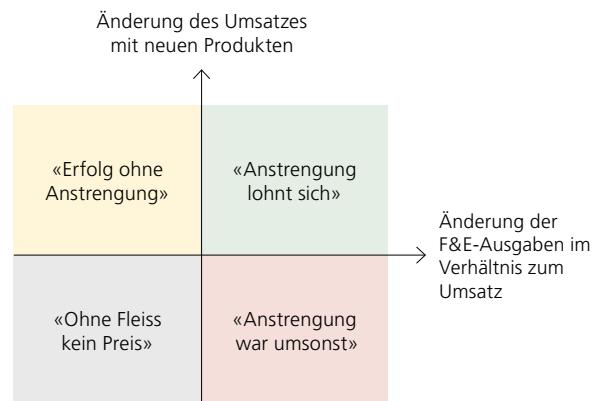 Änderung des Umsatzes
mit neuen Produkten
«Erfolg ohne
Anstrengung»
«Anstrengung
lohnt sich»
Änderung der
F&E-Ausgaben im
Verhältnis zum
Umsatz
«Ohne Fleiss
kein Preis»
«Anstrengung
war umsonst»